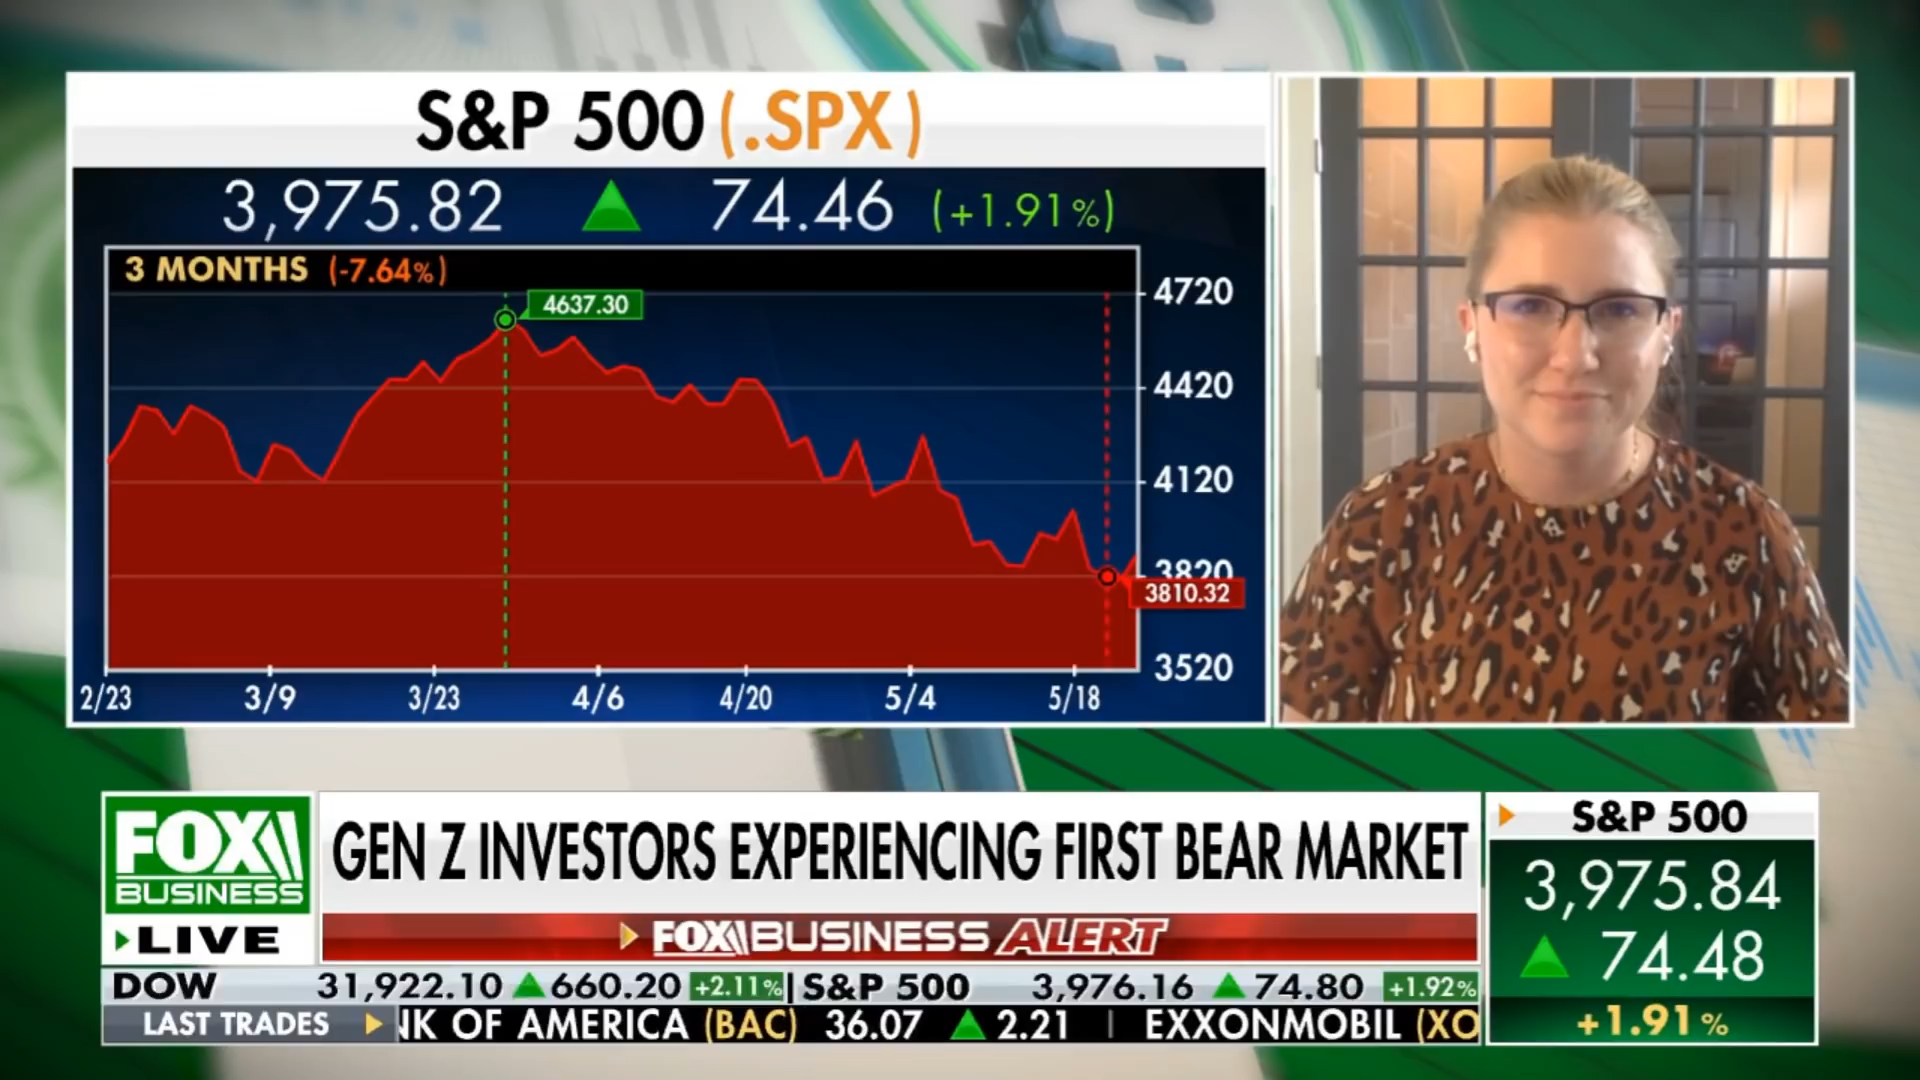 S&P 500 (.SPX)
3,975.82 ▲ 74.46 (+1.91%)
3 MONTHS (-7.64%)
4637.30
4720
4420
4120
3820
3810.32
3520
2/23 3/9 3/23 4/6 4/20 5/4 5/18
FOX
BUSINESS
LIVE
GEN Z INVESTORS EXPERIENCING FIRST BEAR MARKET
FOX BUSINESS ALERT
S&P 500
3,975.84
▲ 74.48
+1.91%
DOW 31,922.10 ▲ 660.20 +2.11% | S&P 500 3,976.16 ▲ 74.80 +1.92%
LAST TRADES NK OF AMERICA (BAC) 36.07 ▲ 2.21 | EXXONMOBIL (XO